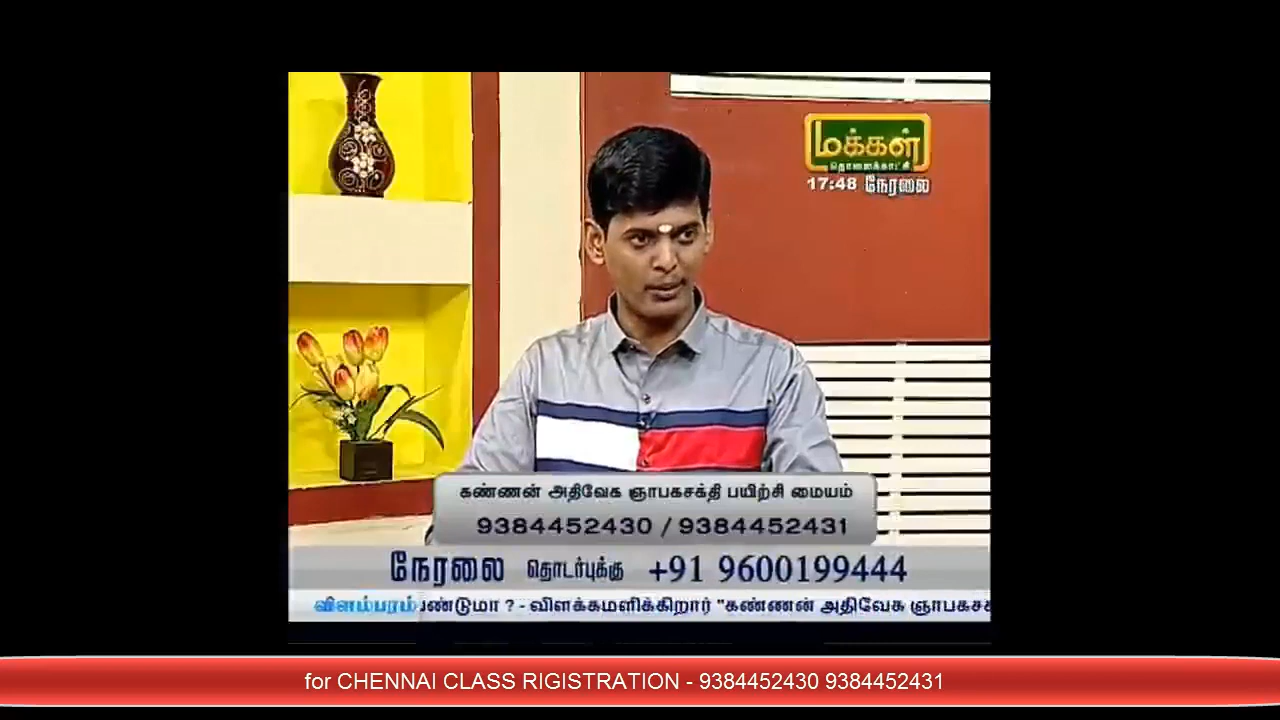 மக்கள்
தொலைக்காட்சி
17:48 நேரலை
கண்ணன் அதிவேக ஞாபகசக்தி பயிற்சி மையம்
9384452430 / 9384452431
நேரலை தொடர்புக்கு +91 9600199444
விளம்பரம் ? - விளக்கமளிக்கிறார் "கண்ணன் அதிவேக
for CHENNAI CLASS RIGISTRATION - 9384452430 9384452431